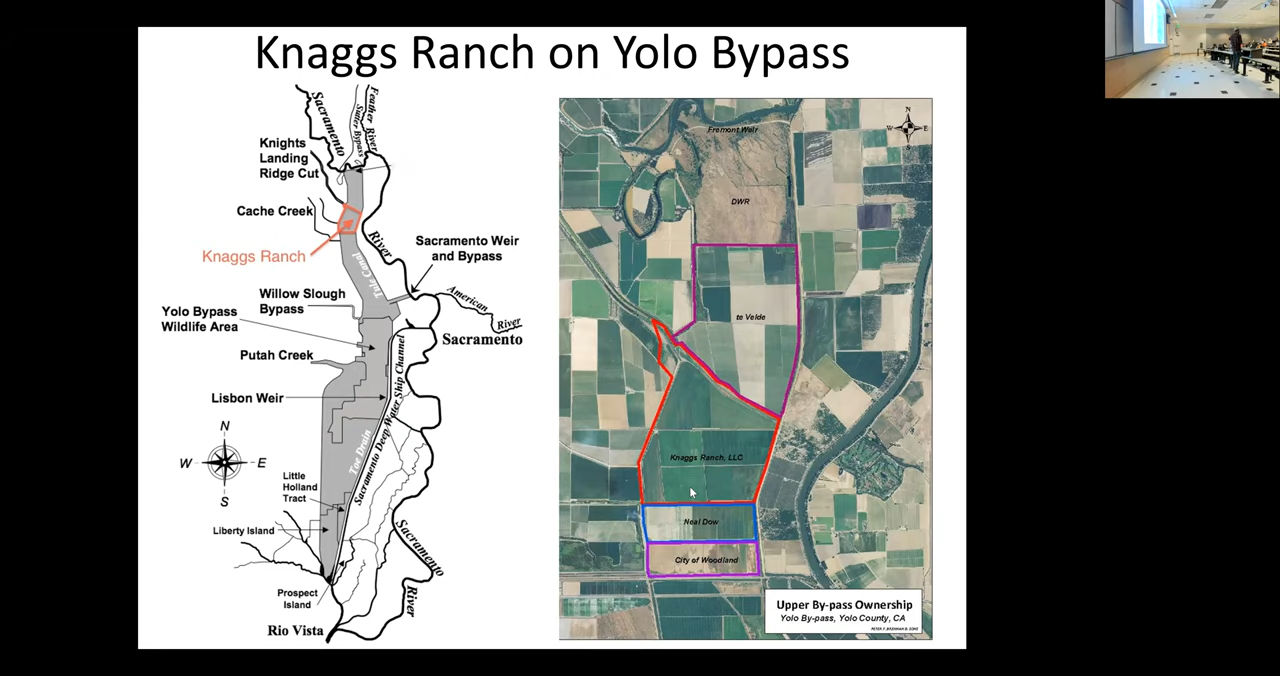 Knaggs Ranch on Yolo Bypass
Sacramento
Sutter Bypass
Feather River
Knights
Landing
Ridge Cut
Cache Creek
Knaggs Ranch
River
Sacramento Weir
and Bypass
Yolo Canal
Willow Slough
Bypass
American
River
Yolo Bypass
Wildlife Area
Sacramento
Putah Creek
Lisbon Weir
Sacramento Deep Water Ship Channel
Toe Drain
N
W
E
S
Little
Holland
Tract
Liberty Island
Sacramento
River
Prospect
Island
Rio Vista
N
W
E
S
Fremont Weir
DWR
te Velde
Knaggs Ranch, LLC
Neal Dow
City of Woodland
Upper By-pass Ownership
Yolo By-pass, Yolo County, CA